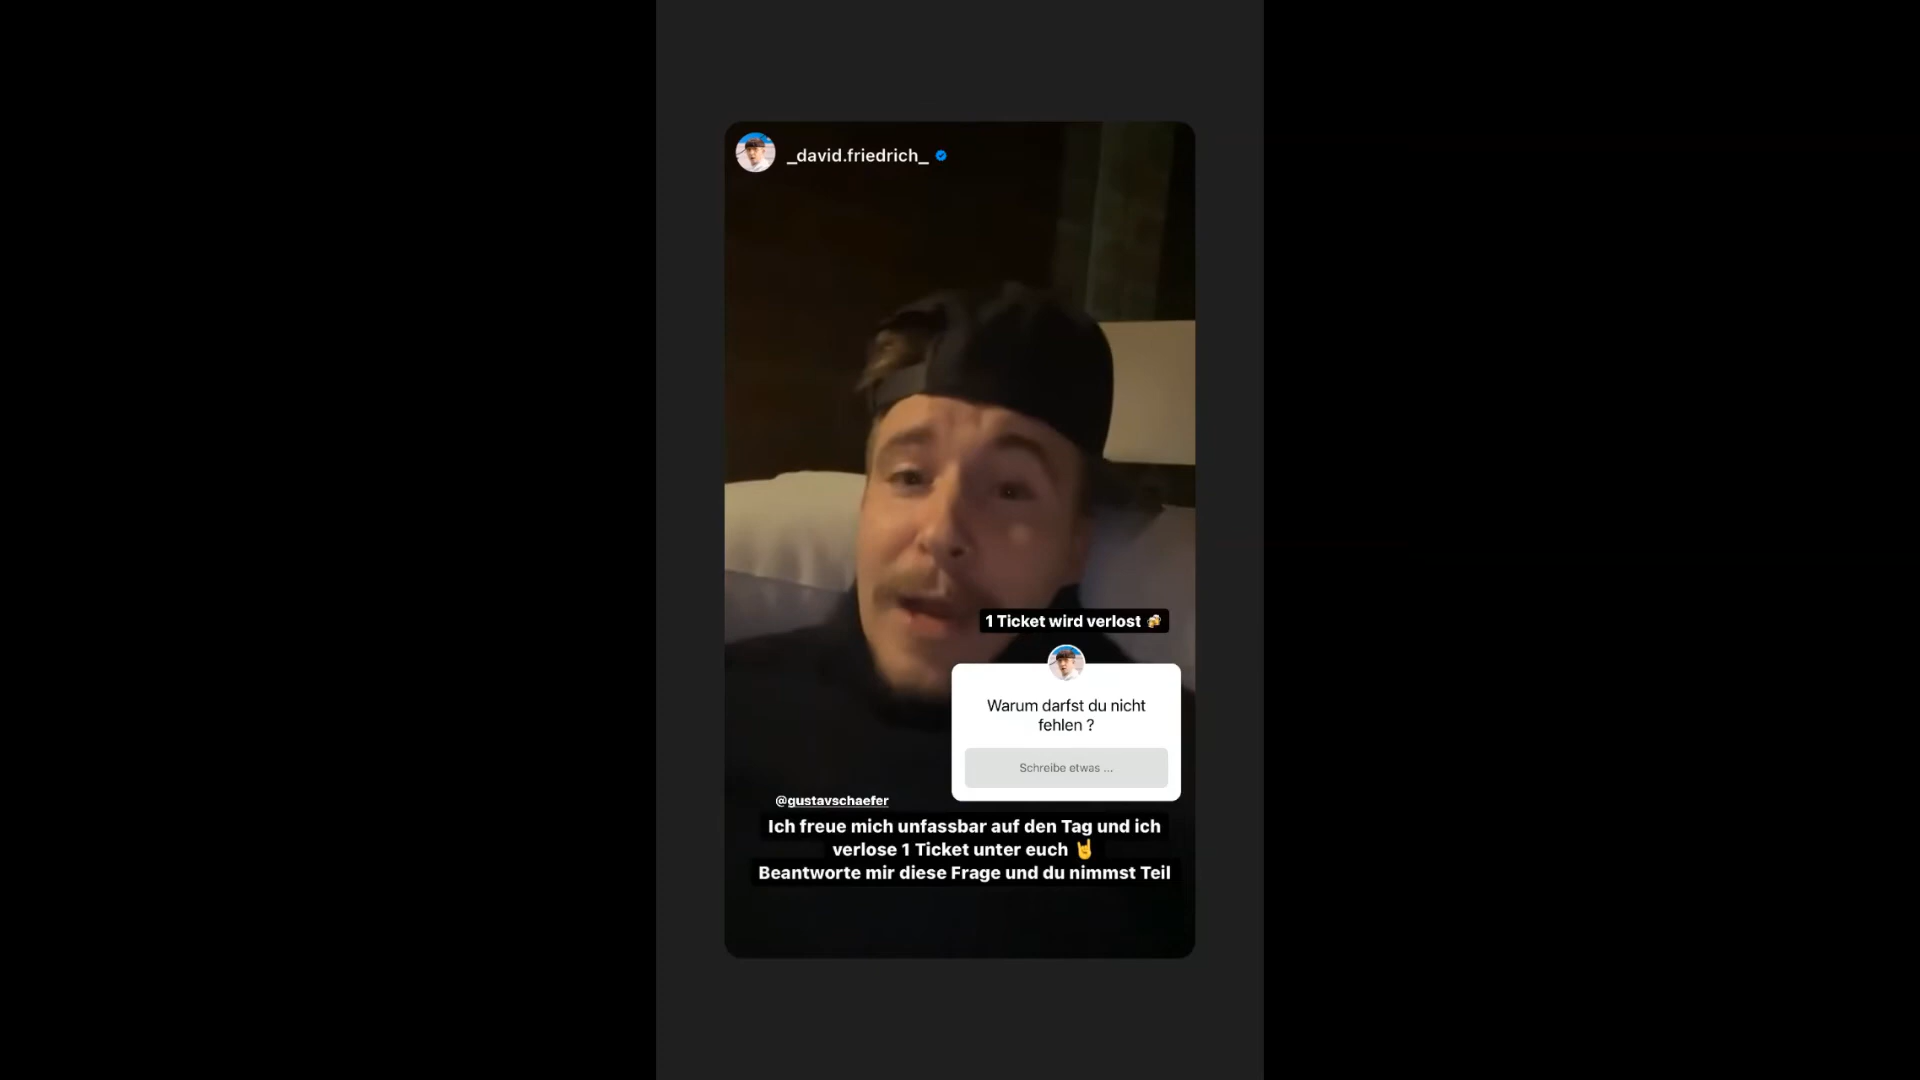 _david.friedrich_
1 Ticket wird verlost 🍻
Warum darfst du nicht
fehlen ?
Schreibe etwas ...
@gustavschaefer
Ich freue mich unfassbar auf den Tag und ich
verlose 1 Ticket unter euch 🤘
Beantworte mir diese Frage und du nimmst Teil